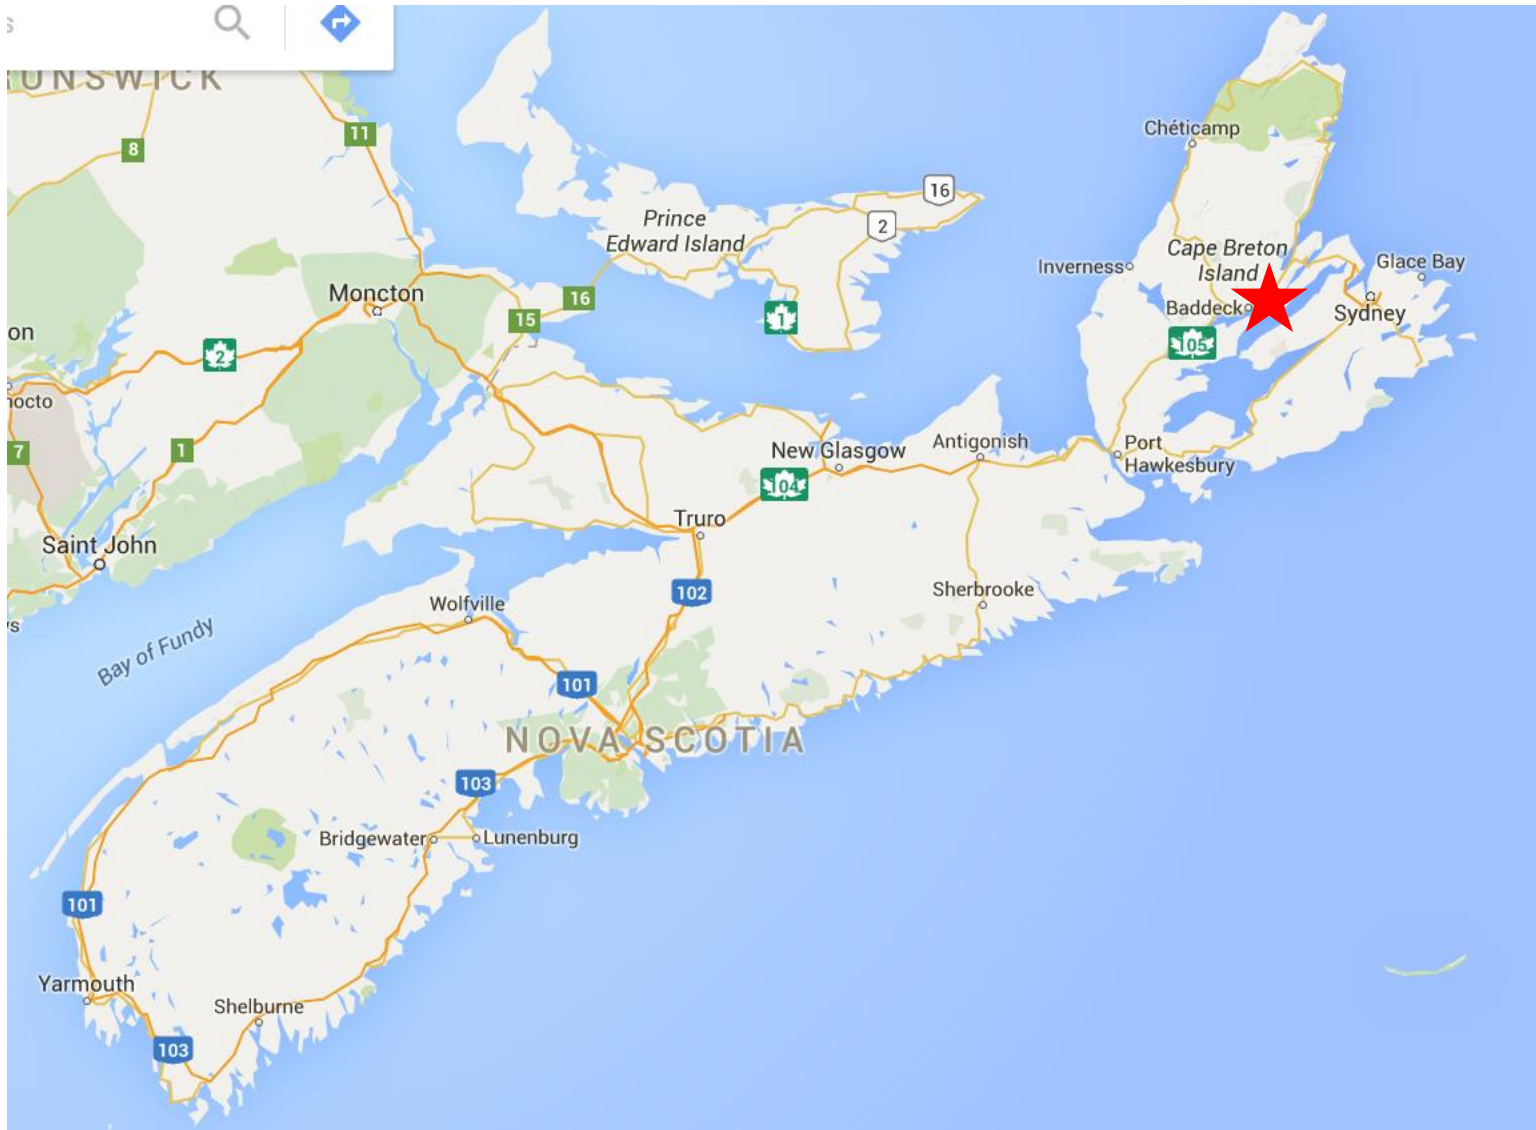 RUNSWICK
11
8
Chéticamp
16
Prince
Edward Island
2
Cape Breton
Island
Glace Bay
Inverness
Moncton
16
15
1
Baddeck
Sydney
on
2
105
nocto
7
1
New Glasgow
Antigonish
Port
Hawkesbury
104
Truro
Saint John
102
Sherbrooke
Wolfville
Bay of Fundy
101
NOVA SCOTIA
103
Bridgewater
Lunenburg
101
Yarmouth
Shelburne
103